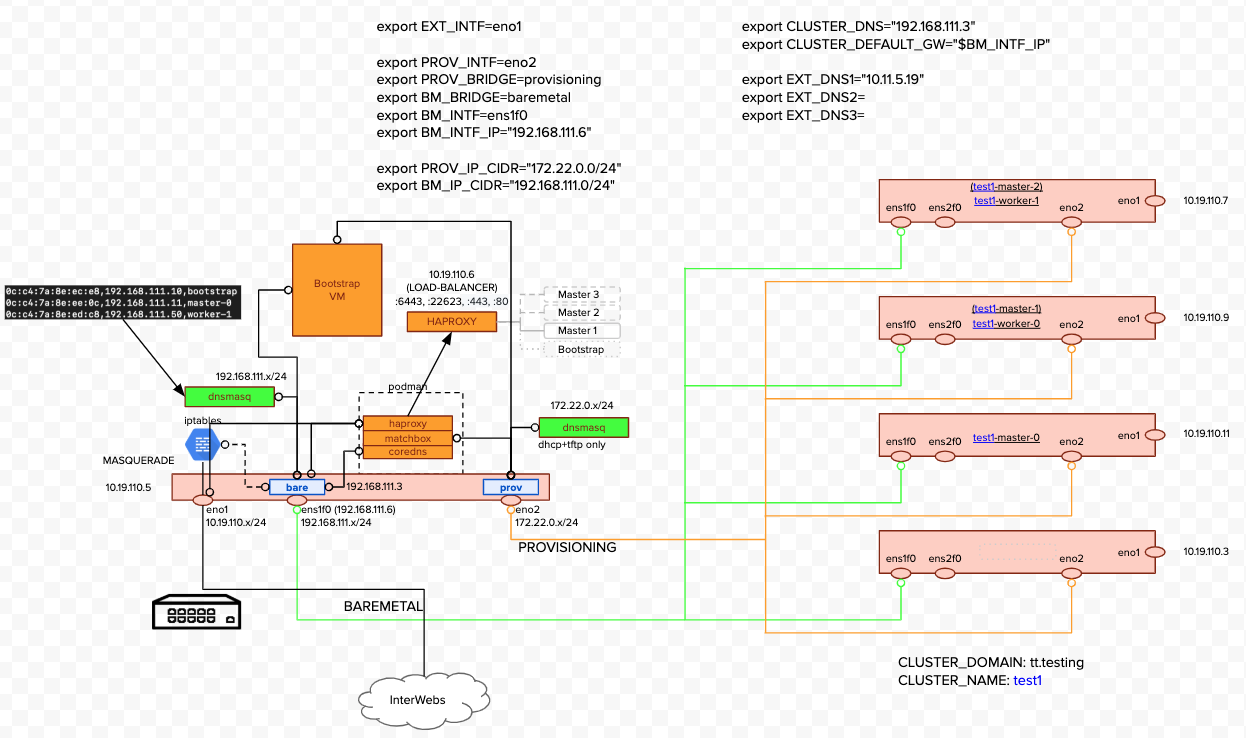 export EXT_INTF=eno1
export PROV_INTF=eno2
export PROV_BRIDGE=provisioning
export BM_BRIDGE=baremetal
export BM_INTF=ens1f0
export BM_INTF_IP="192.168.111.6"
export PROV_IP_CIDR="172.22.0.0/24"
export BM_IP_CIDR="192.168.111.0/24"
export CLUSTER_DNS="192.168.111.3"
export CLUSTER_DEFAULT_GW="$BM_INTF_IP"
export EXT_DNS1="10.11.5.19"
export EXT_DNS2=
export EXT_DNS3=
0c:c4:7a:8e:ec:e8,192.168.111.10,bootstrap
0c:c4:7a:8e:ee:0c,192.168.111.11,master-0
0c:c4:7a:8e:ed:c8,192.168.111.50,worker-1
Bootstrap
VM
10.19.110.6
(LOAD-BALANCER)
:6443, :22623, :443, :80
HAPROXY
Master 3
Master 2
Master 1
Bootstrap
192.168.111.x/24
dnsmasq
podman
haproxy
matchbox
coredns
172.22.0.x/24
dnsmasq
dhcp+tftp only
iptables
MASQUERADE
10.19.110.5
bare
192.168.111.3
prov
eno1
10.19.110.x/24
ens1f0 (192.168.111.6)
192.168.111.x/24
eno2
172.22.0.x/24
PROVISIONING
BAREMETAL
InterWebs
(test1-master-2)
test1-worker-1
ens1f0
ens2f0
eno2
eno1
10.19.110.7
(test1-master-1)
test1-worker-0
ens1f0
ens2f0
eno2
eno1
10.19.110.9
test1-master-0
ens1f0
ens2f0
eno2
eno1
10.19.110.11
ens1f0
ens2f0
eno2
eno1
10.19.110.3
CLUSTER_DOMAIN: tt.testing
CLUSTER_NAME: test1